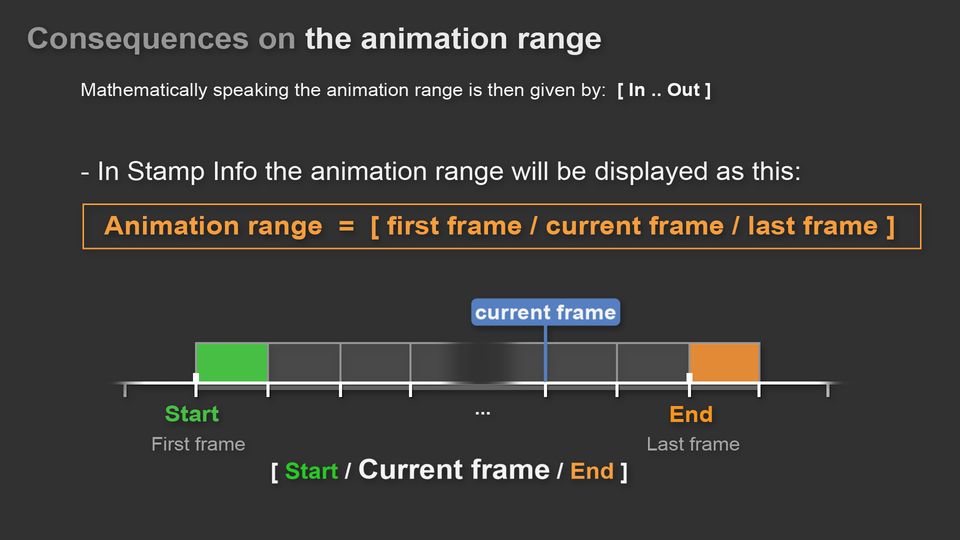 Consequences on the animation range
Mathematically speaking the animation range is then given by: [ In .. Out ]
- In Stamp Info the animation range will be displayed as this:
Animation range = [ first frame / current frame / last frame ]
current frame
Start
...
End
First frame
Last frame
[ Start / Current frame / End ]